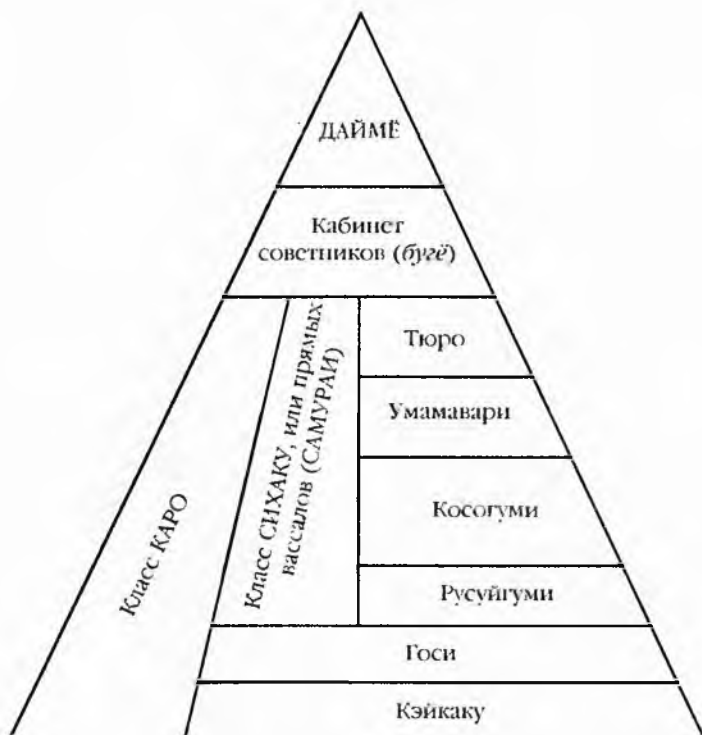 ДАЙМЁ
Кабинет
советников (бугё)
Класс КАРО
Класс СИХАКУ, или прямых
вассалов (САМУРАИ)
Тюро
Умамавари
Косогуми
Русуйгуми
Госи
Кэйкаку